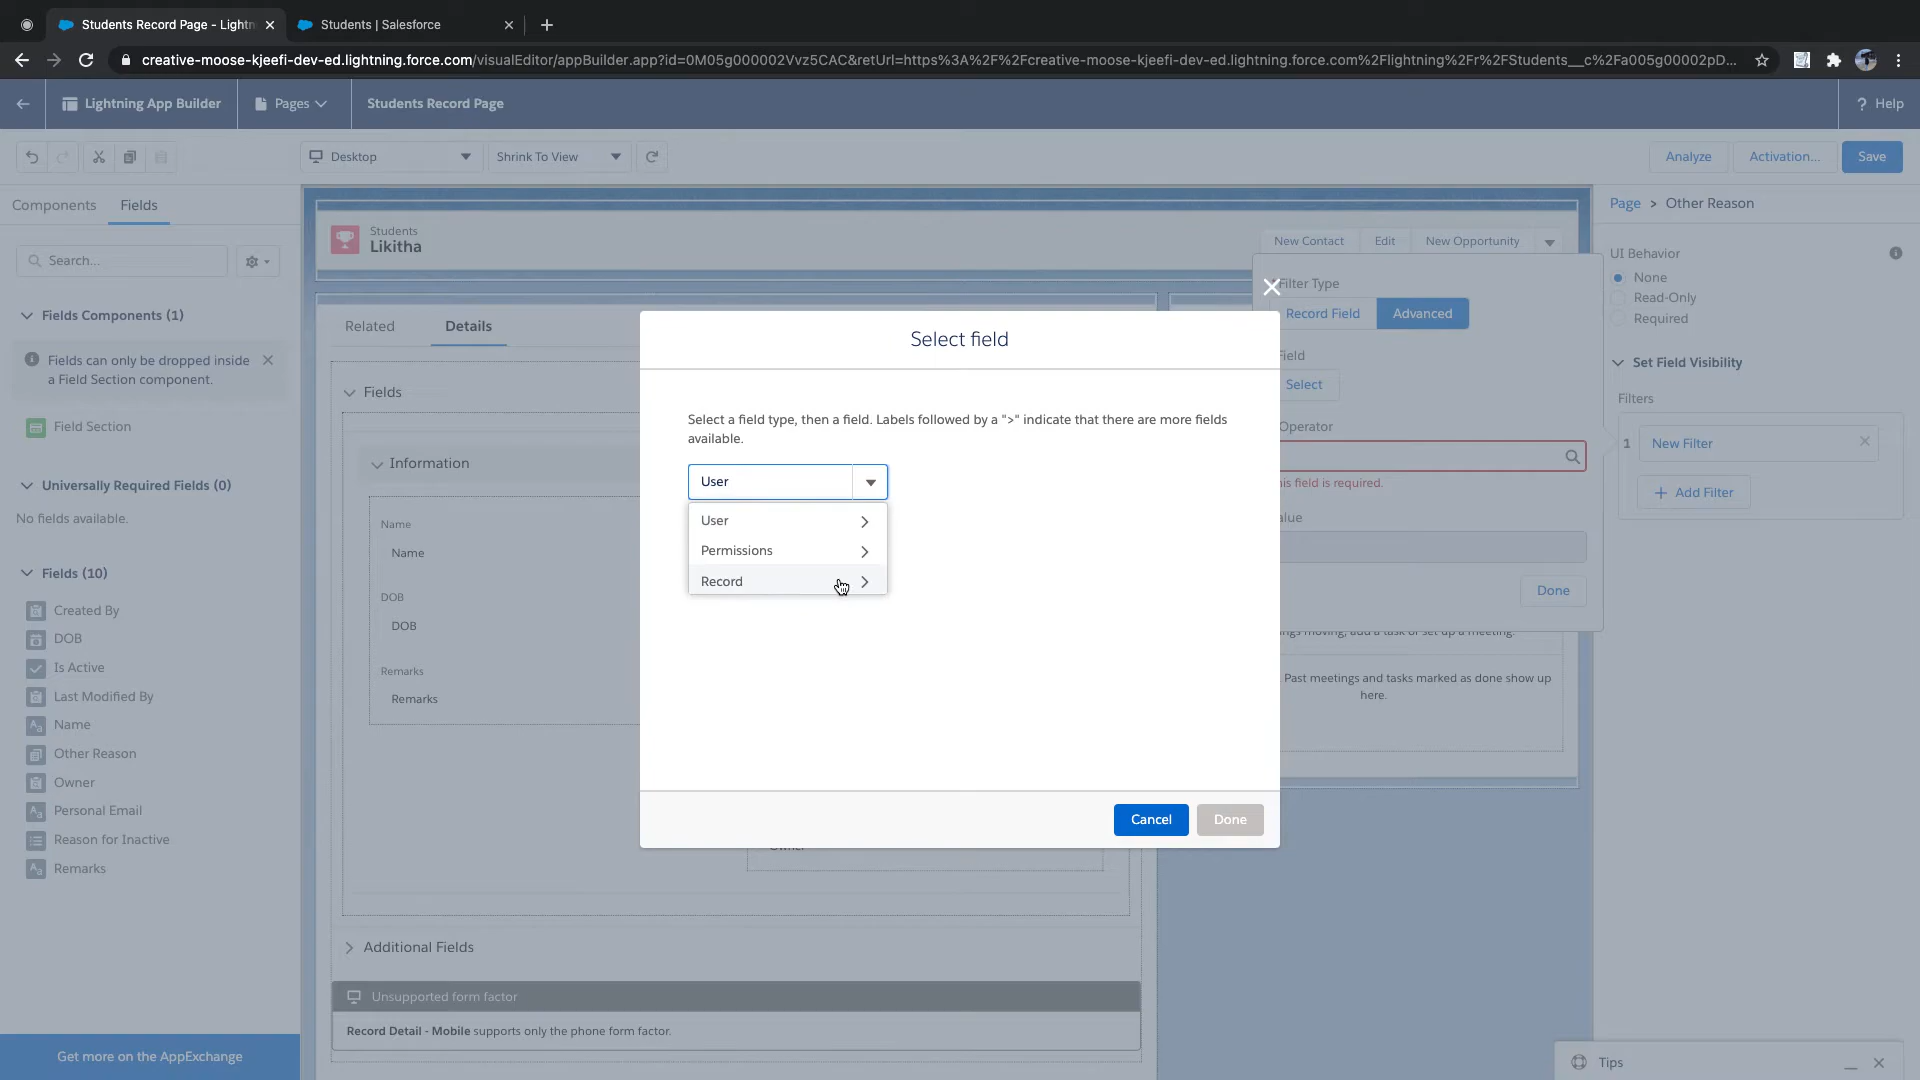 Students Record Page - Lightn
Students | Salesforce
creative-moose-kjeefi-dev-ed.lightning.force.com/visualEditor/appBuilder.app?id=0M05g000002Vvz5CAC&retUrl=https%3A%2F%2Fcreative-moose-kjeefi-dev-ed.lightning.force.com%2Flightning%2Fr%2FStudents__c%2Fa005g00002pD...
Lightning App Builder
Pages
Students Record Page
? Help
Desktop
Shrink To View
Analyze
Activation...
Save
Components
Fields
Search...
Fields Components (1)
Fields can only be dropped inside
a Field Section component.
Field Section
Universally Required Fields (0)
No fields available.
Fields (10)
Created By
DOB
Is Active
Last Modified By
Name
Other Reason
Owner
Personal Email
Reason for Inactive
Remarks
Get more on the AppExchange
Students
Likitha
New Contact
Edit
New Opportunity
Related
Details
Fields
Information
Name
Name
DOB
DOB
Remarks
Remarks
Owner
Additional Fields
Unsupported form factor
Record Detail - Mobile supports only the phone form factor.
Select field
Select a field type, then a field. Labels followed by a ">" indicate that there are more fields
available.
User
User
Permissions
Record
Cancel
Done
Filter Type
Record Field
Advanced
Field
Select
Operator
his field is required.
alue
Done
ngs moving, add a task or set up a meeting.
Past meetings and tasks marked as done show up
here.
Page > Other Reason
UI Behavior
None
Read-Only
Required
Set Field Visibility
Filters
1
New Filter
+ Add Filter
Tips